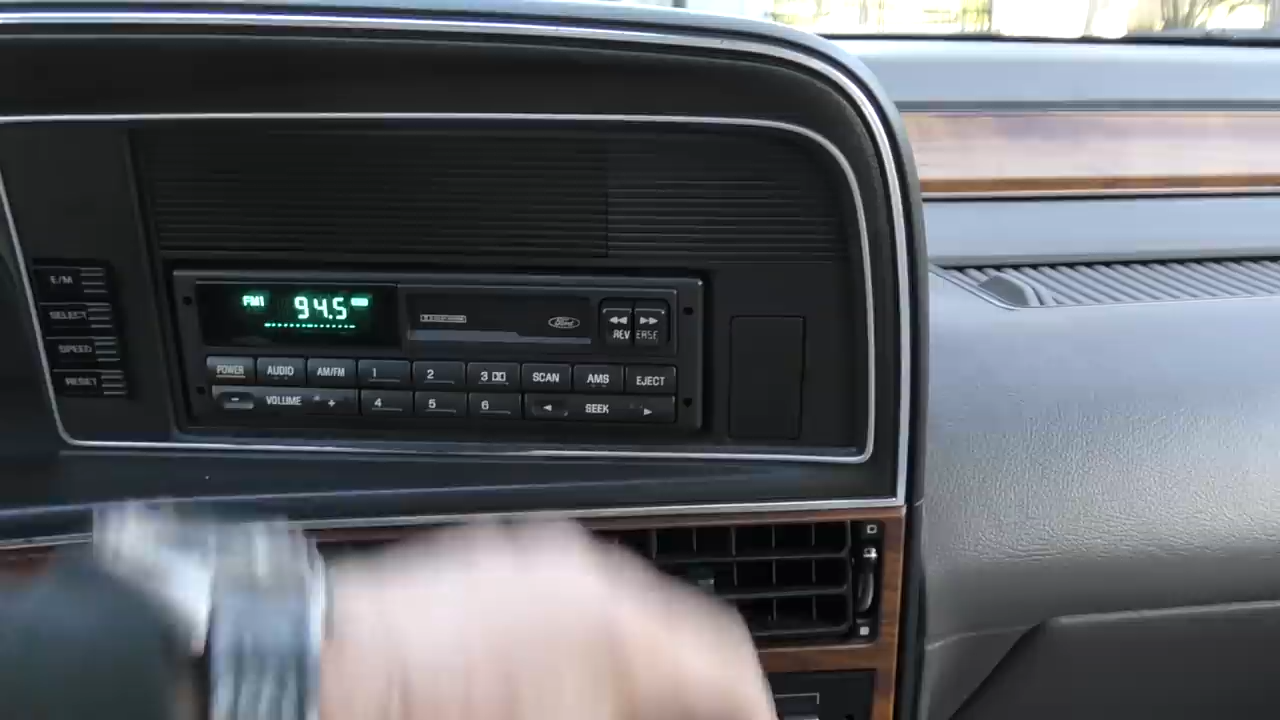 E/M
SELECT
SPEED
RESET
FM1 94.5
Ford
REVERSE
POWER AUDIO AM/FM 1 2 3 SCAN AMS EJECT
- VOLUME + 4 5 6 SEEK